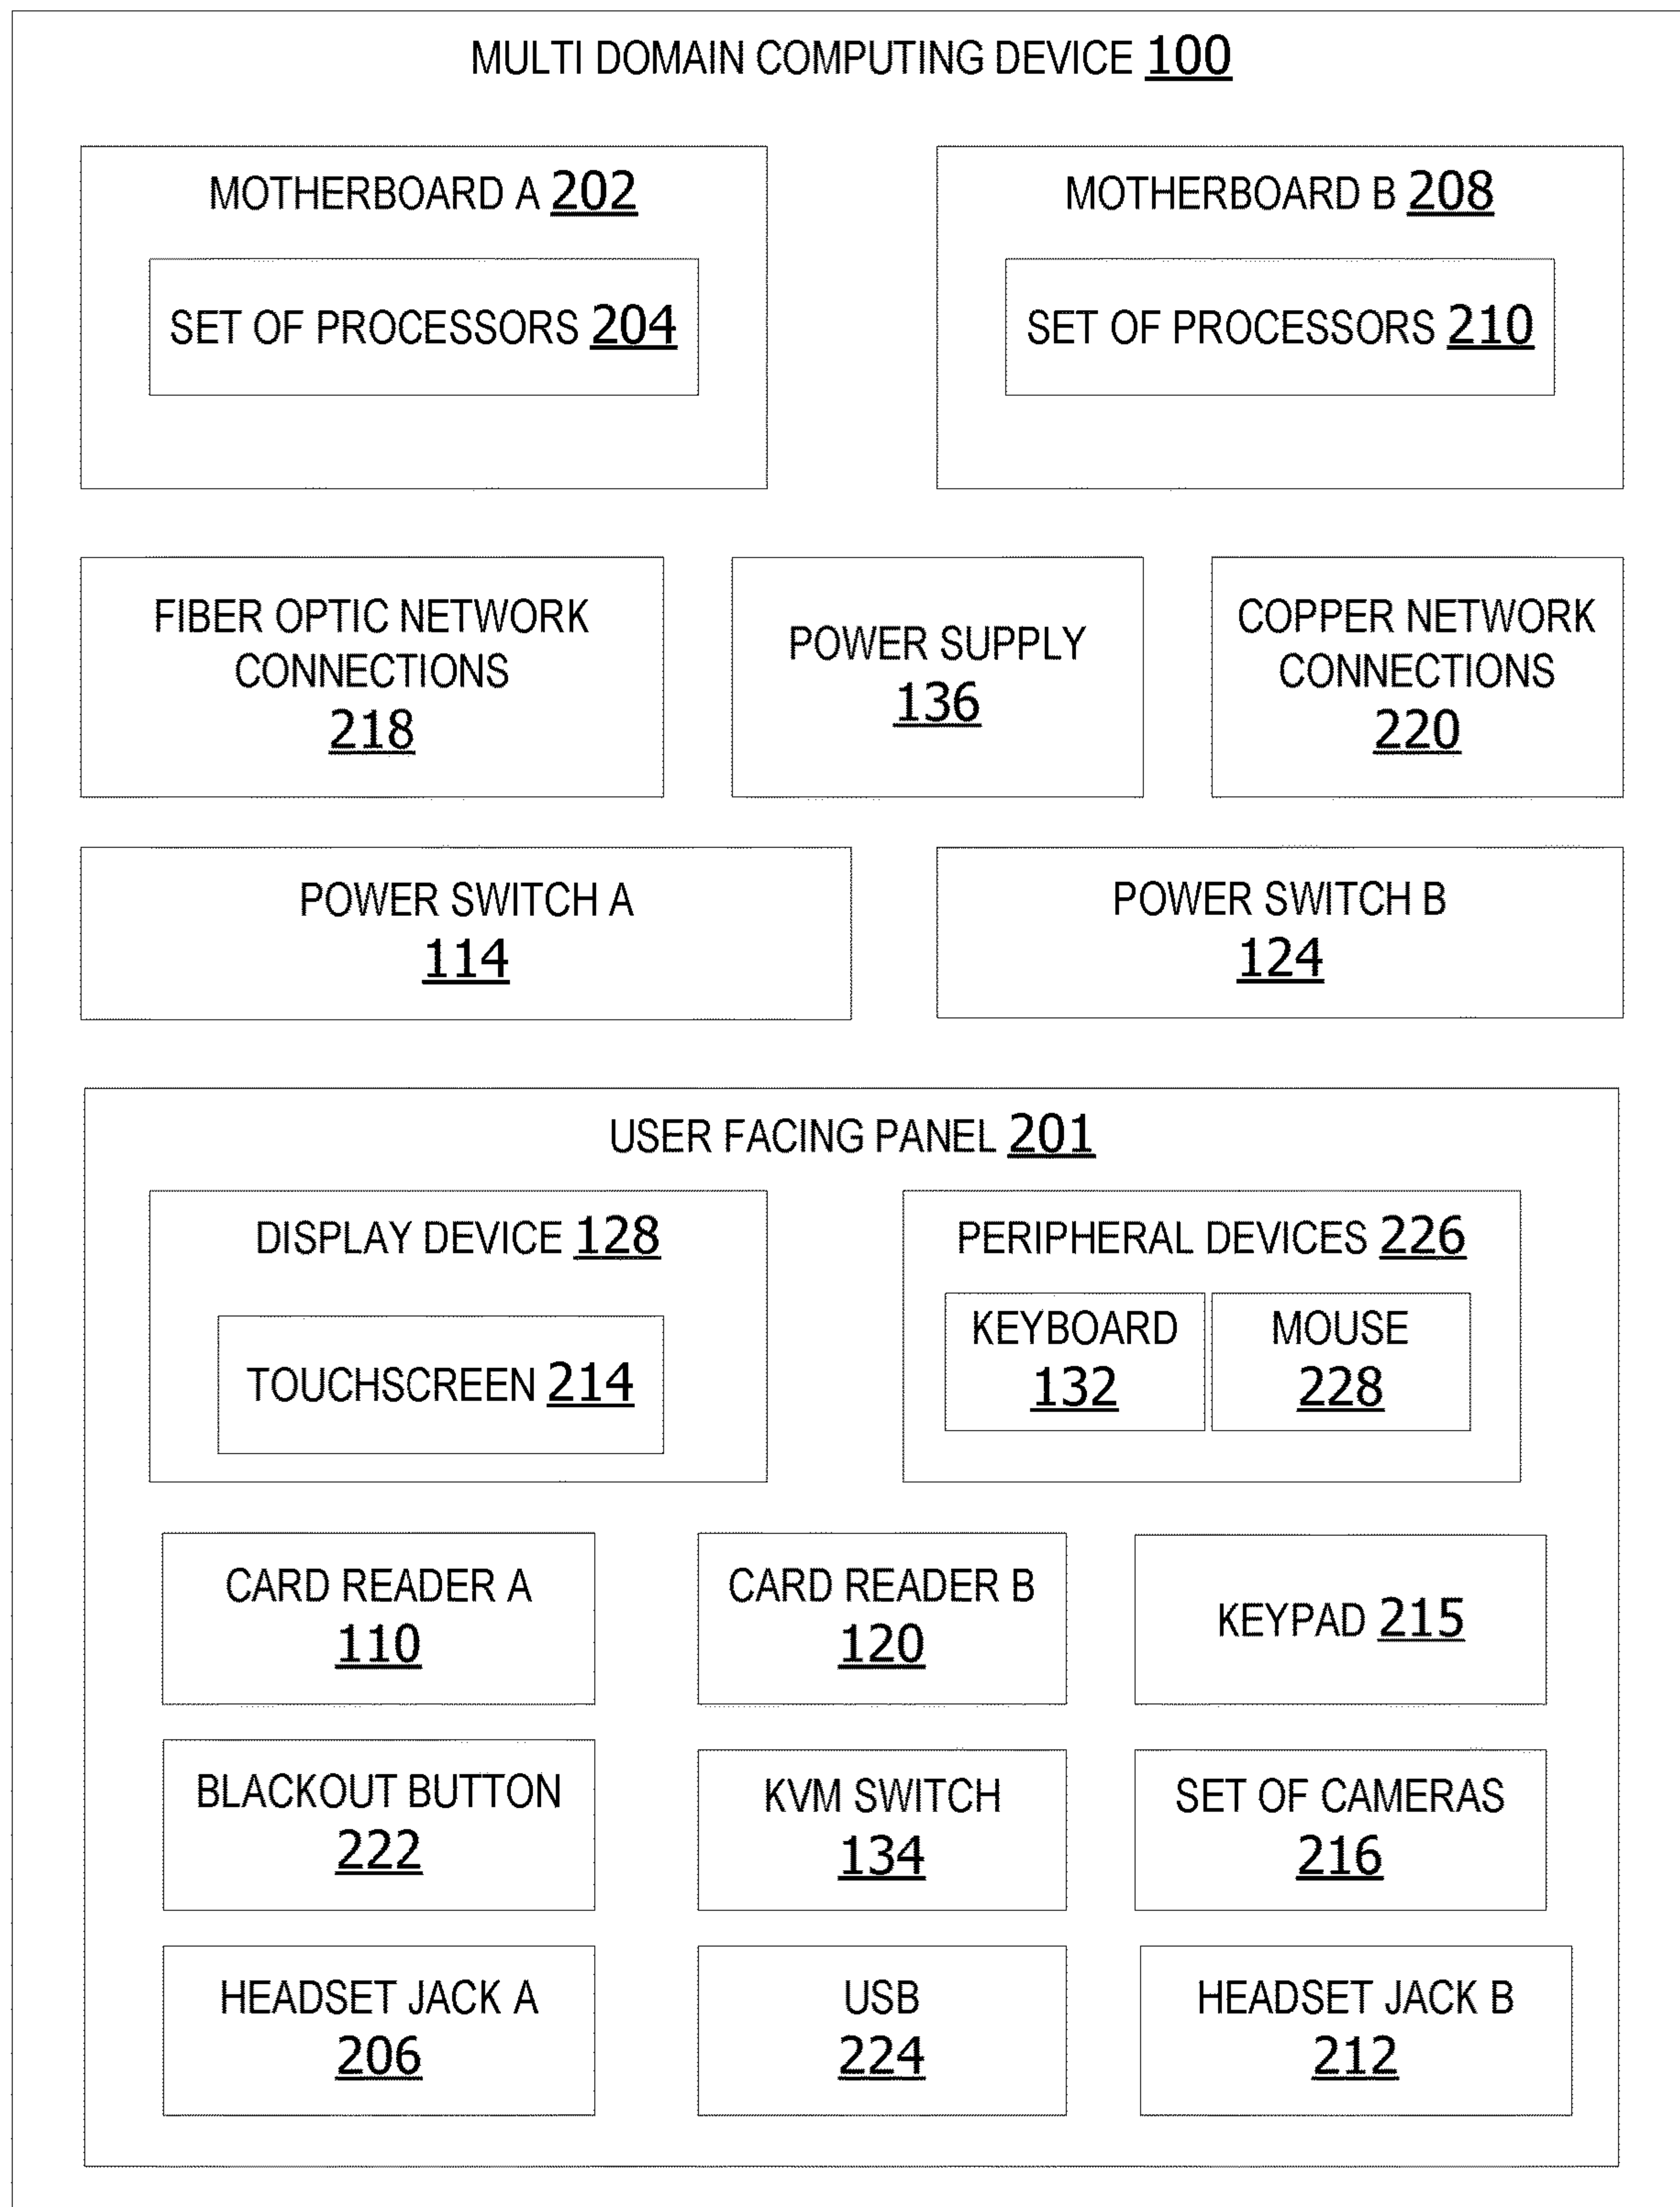 MULTI DOMAIN COMPUTING DEVICE 100
MOTHERBOARD A 202
SET OF PROCESSORS 204
MOTHERBOARD B 208
SET OF PROCESSORS 210
FIBER OPTIC NETWORK
CONNECTIONS
218
POWER SUPPLY
136
COPPER NETWORK
CONNECTIONS
220
POWER SWITCH A
114
POWER SWITCH B
124
USER FACING PANEL 201
DISPLAY DEVICE 128
TOUCHSCREEN 214
PERIPHERAL DEVICES 226
KEYBOARD
132
MOUSE
228
CARD READER A
110
CARD READER B
120
KEYPAD 215
BLACKOUT BUTTON
222
KVM SWITCH
134
SET OF CAMERAS
216
HEADSET JACK A
206
USB
224
HEADSET JACK B
212